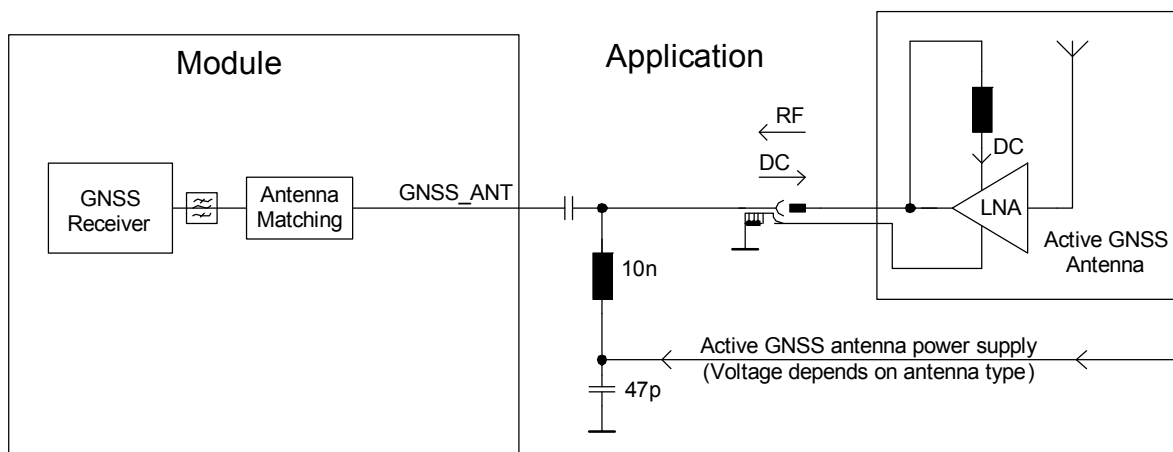 Module
Application
RF
DC
DC
GNSS
Receiver
Antenna
Matching
GNSS_ANT
LNA
Active GNSS
Antenna
10n
Active GNSS antenna power supply
(Voltage depends on antenna type)
47p